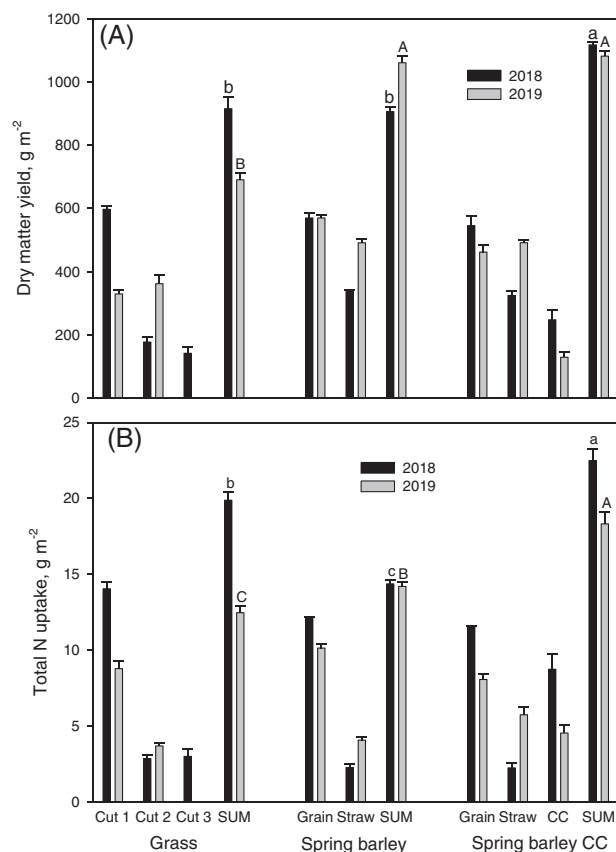 (A)
Dry matter yield, g m⁻²
1200
1000
800
600
400
200
0
2018
2019
b
B
b
A
a
A
(B)
Total N uptake, g m⁻²
25
20
15
10
5
0
2018
2019
b
C
c
B
a
A
Cut 1 Cut 2 Cut 3 SUM Grain Straw SUM Grain Straw CC SUM
Grass Spring barley Spring barley CC